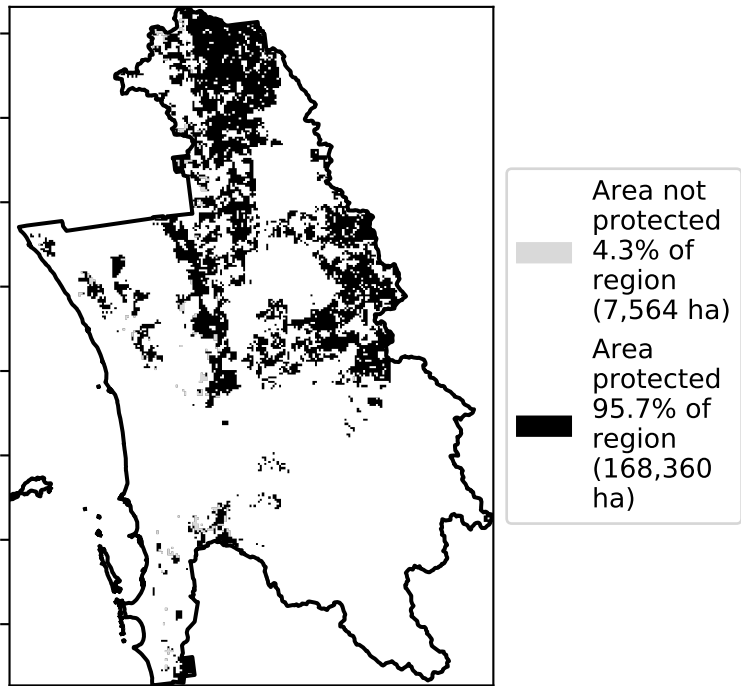 Area not
protected
4.3% of
region
(7,564 ha)
Area
protected
95.7% of
region
(168,360
ha)